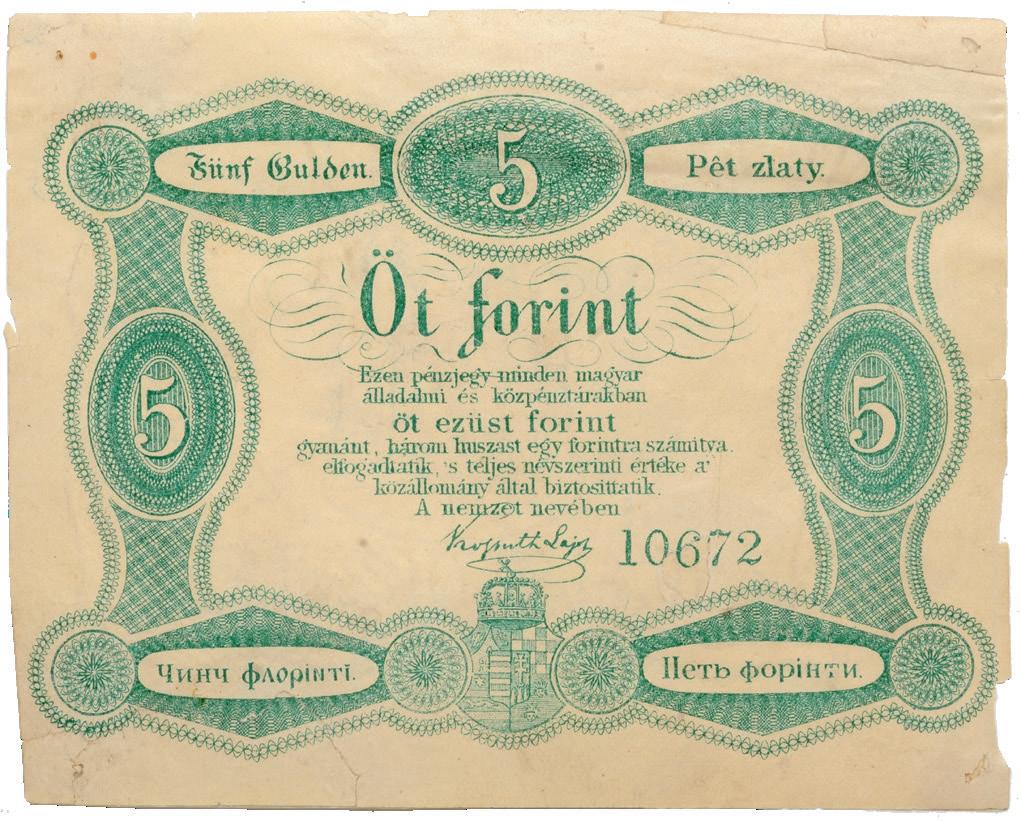 Fünf Gulden.
5
Pêt zlaty.
Öt forint
Ezen pénzjegy minden magyar
álladalmi és közpénztárakban
öt ezüst forint
gyanánt, három huszast egy forintra számitva.
elfogadtatik, 's teljes névszerinti értéke a'
közállomány által biztosittatik.
A nemzet nevében
5
5
Kossuth Lajos
10672
Чинч флорінтї.
Петь форінти.